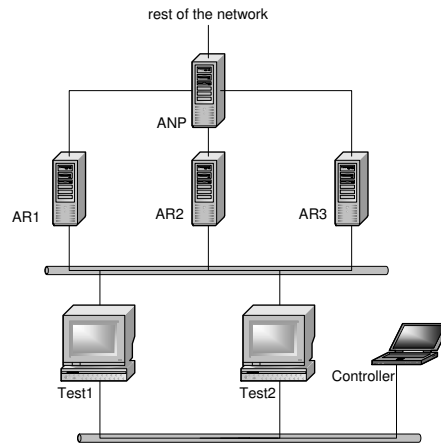 rest of the network
ANP
AR1
AR2
AR3
Test1
Test2
Controller